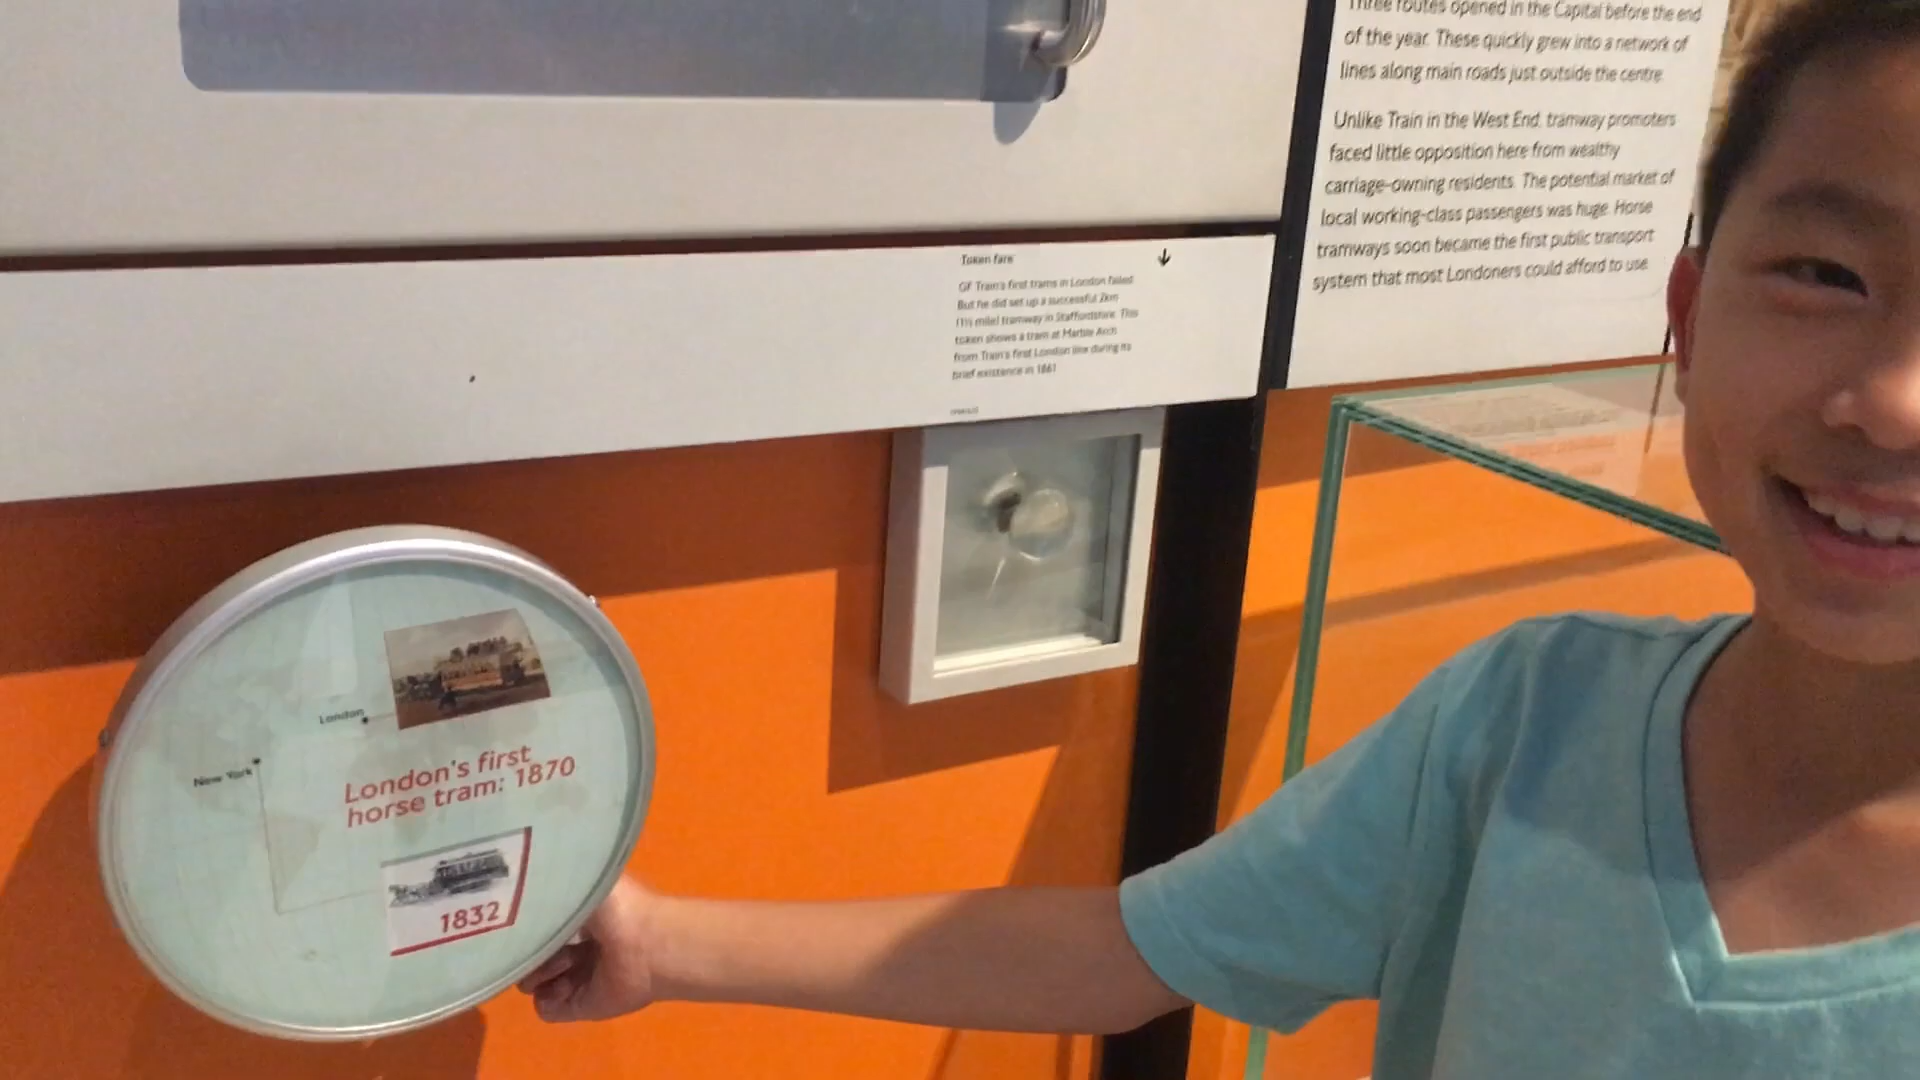 Three routes opened in the Capital before the end
of the year. These quickly grew into a network of
lines along main roads just outside the centre.
Unlike Train in the West End, tramway promoters
faced little opposition here from wealthy
carriage-owning residents. The potential market of
local working-class passengers was huge. Horse
tramways soon became the first public transport
system that most Londoners could afford to use.
Token fare
GF Train's first trams in London failed.
But he did set up a successful 2km
(1½ mile) tramway in Staffordshire. This
token shows a tram at Marble Arch
from Train's first London line during its
brief existence in 1861
London
New York
London's first
horse tram: 1870
1832